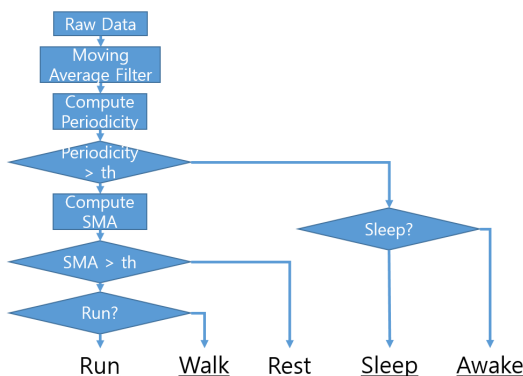 Raw Data
Moving
Average Filter
Compute
Periodicity
Periodicity
> th
Compute
SMA
Sleep?
SMA > th
Run?
Run
Walk
Rest
Sleep
Awake